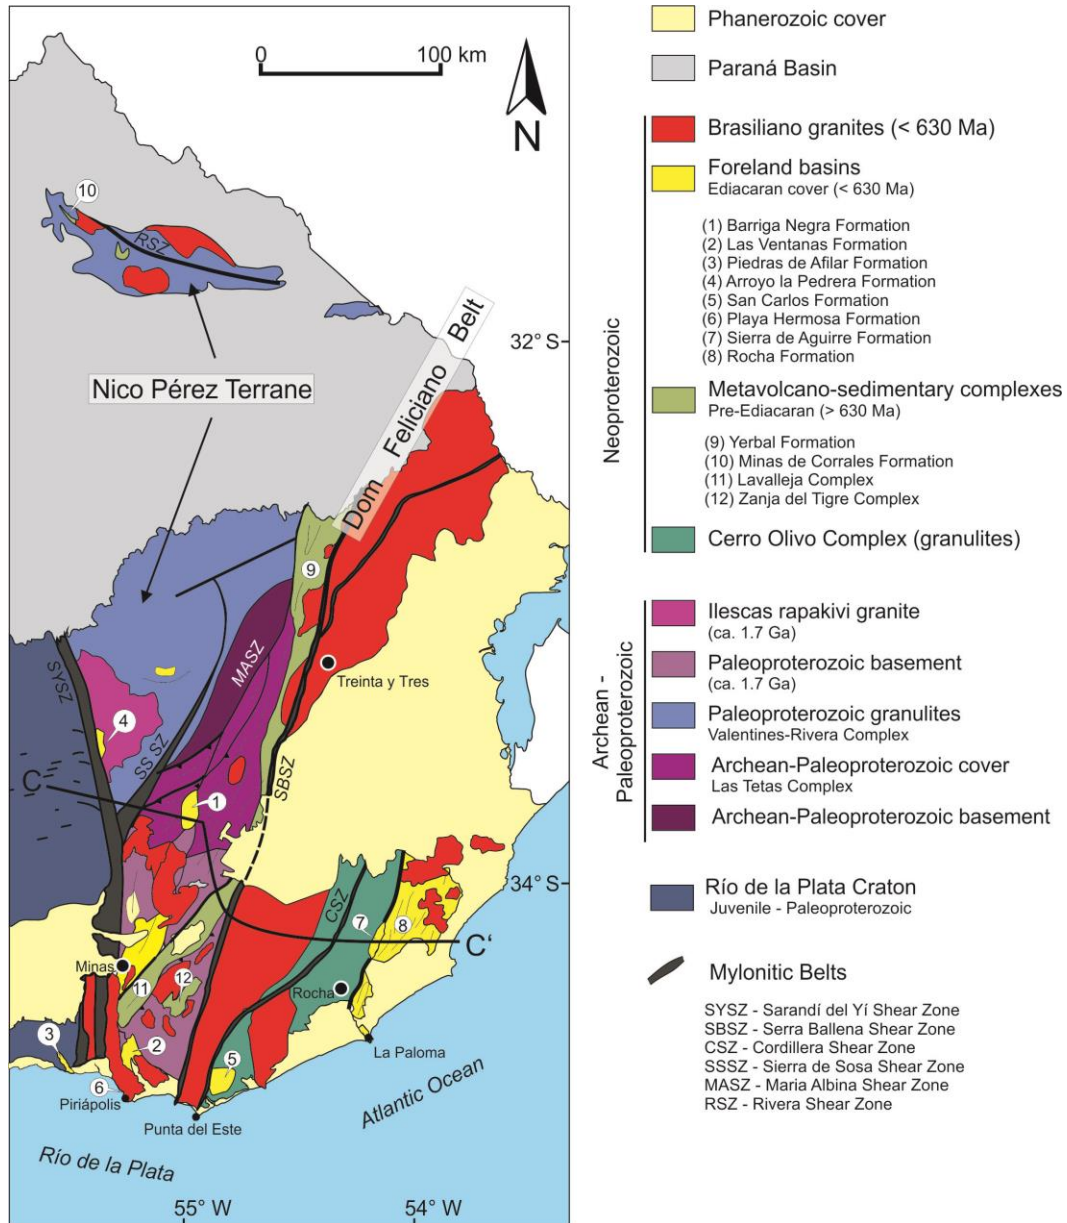 0
100 km
N
10
RSZ
32° S
Nico Pérez Terrane
Dom Feliciano Belt
9
MASZ
SYSZ
Treinta y Tres
4
SS SZ
C
1
SBSZ
34° S
CSZ
7
8
C'
Minas
11
12
Rocha
3
2
5
La Paloma
6
Piriápolis
Punta del Este
Atlantic Ocean
Río de la Plata
55° W
54° W
Phanerozoic cover
Paraná Basin
Neoproterozoic
Brasiliano granites (< 630 Ma)
Foreland basins
Ediacaran cover (< 630 Ma)
(1) Barriga Negra Formation
(2) Las Ventanas Formation
(3) Piedras de Afilar Formation
(4) Arroyo la Pedrera Formation
(5) San Carlos Formation
(6) Playa Hermosa Formation
(7) Sierra de Aguirre Formation
(8) Rocha Formation
Metavolcano-sedimentary complexes
Pre-Ediacaran (> 630 Ma)
(9) Yerbal Formation
(10) Minas de Corrales Formation
(11) Lavalleja Complex
(12) Zanja del Tigre Complex
Cerro Olivo Complex (granulites)
Archean -
Paleoproterozoic
Ilescas rapakivi granite
(ca. 1.7 Ga)
Paleoproterozoic basement
(ca. 1.7 Ga)
Paleoproterozoic granulites
Valentines-Rivera Complex
Archean-Paleoproterozoic cover
Las Tetas Complex
Archean-Paleoproterozoic basement
Río de la Plata Craton
Juvenile - Paleoproterozoic
Mylonitic Belts
SYSZ - Sarandí del Yí Shear Zone
SBSZ - Serra Ballena Shear Zone
CSZ - Cordillera Shear Zone
SSSZ - Sierra de Sosa Shear Zone
MASZ - Maria Albina Shear Zone
RSZ - Rivera Shear Zone